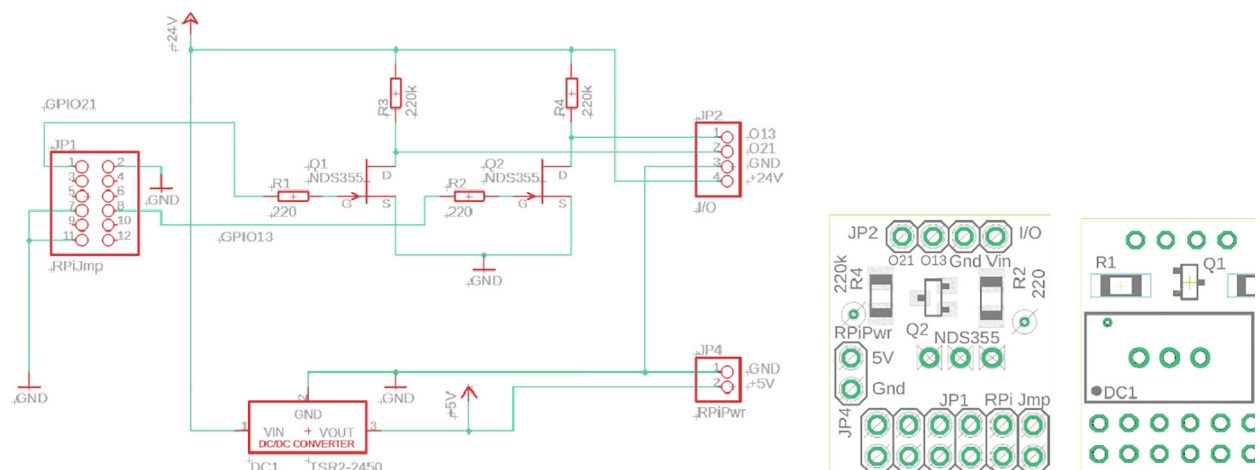 +24V
GPIO21
JP1
1 2
3 4
5 6
7 8
9 10
11 12
RPiJmp
GND
GND
R1
220
Q1
NDS355
D
G S
R3
220k
R2
220
Q2
NDS355
D
G S
R4
220k
GPIO13
GND
JP2
1 O13
2 O21
3 GND
4 +24V
I/O
JP4
1 GND
2 +5V
RPiPwr
GND
+5V
2
GND
1 VIN VOUT 3
DC/DC CONVERTER
DC1 TSR2-2450
JP2 I/O
O21 O13 Gnd Vin
220k
R4
R2
220
Q2
RPiPwr
NDS355
5V
Gnd
JP4
JP1 RPi Jmp
R1 Q1
DC1